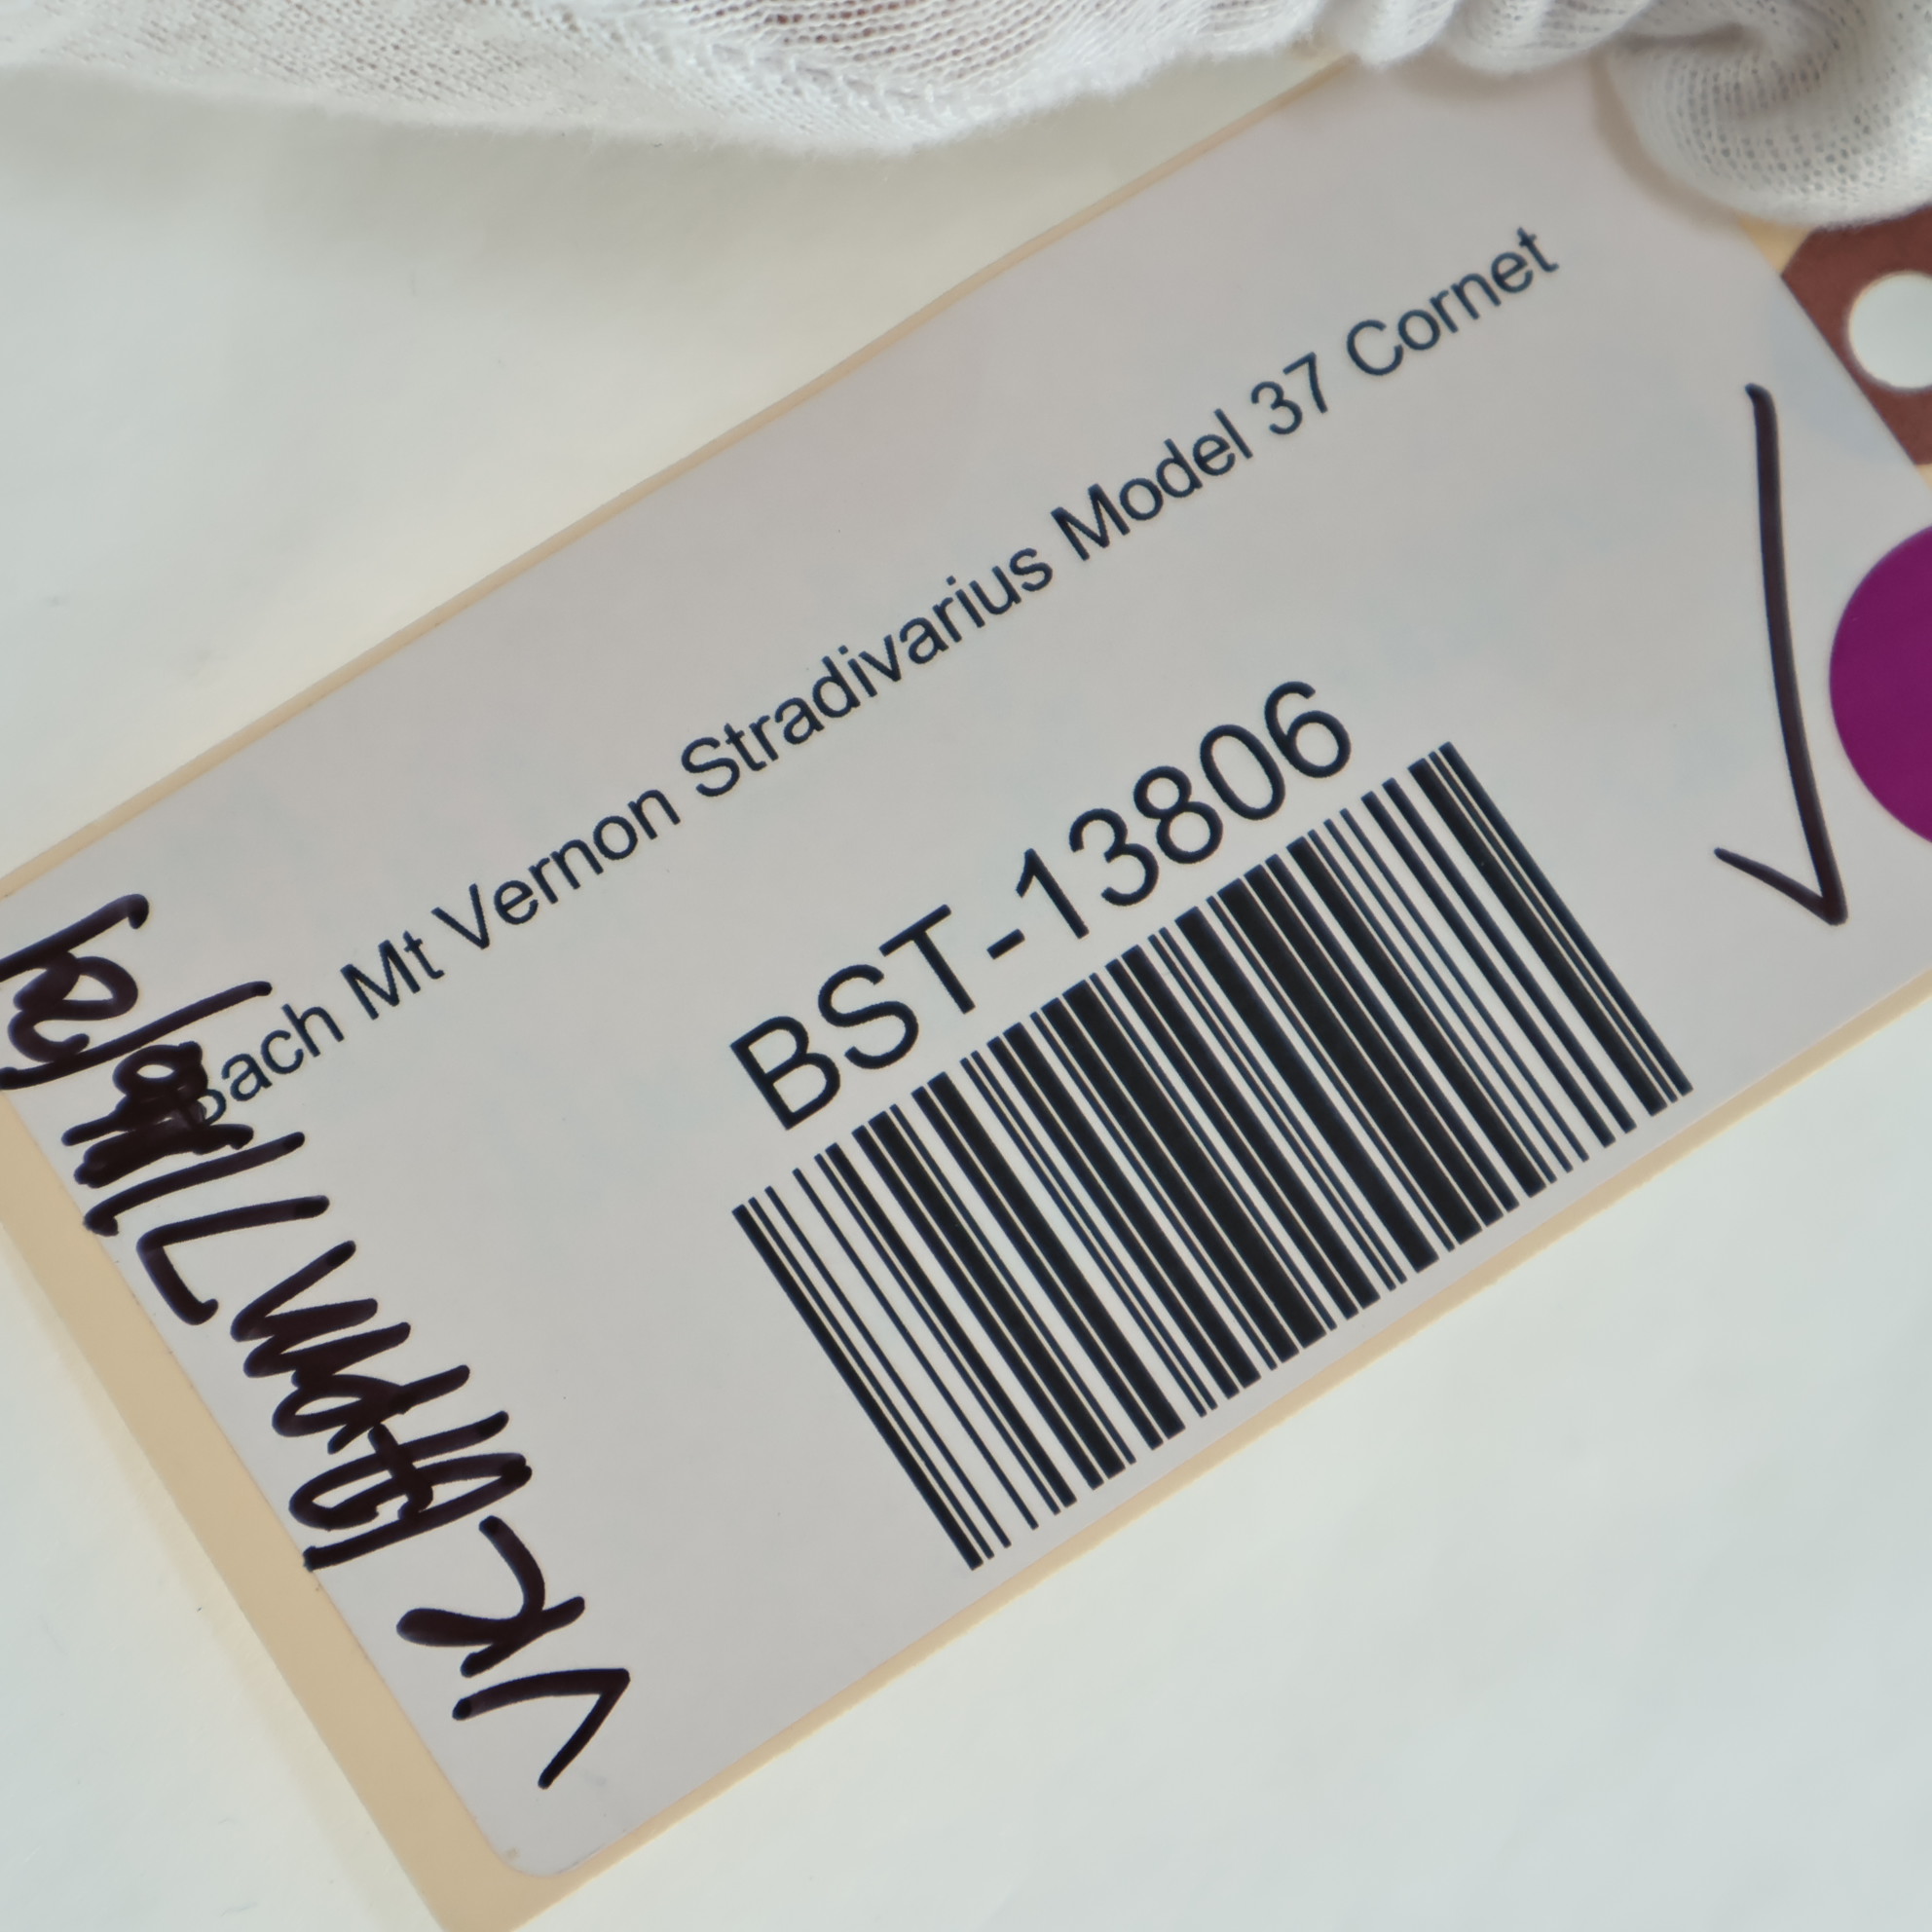 Bach Mt Vernon Stradivarius Model 37 Cornet
BST-13806